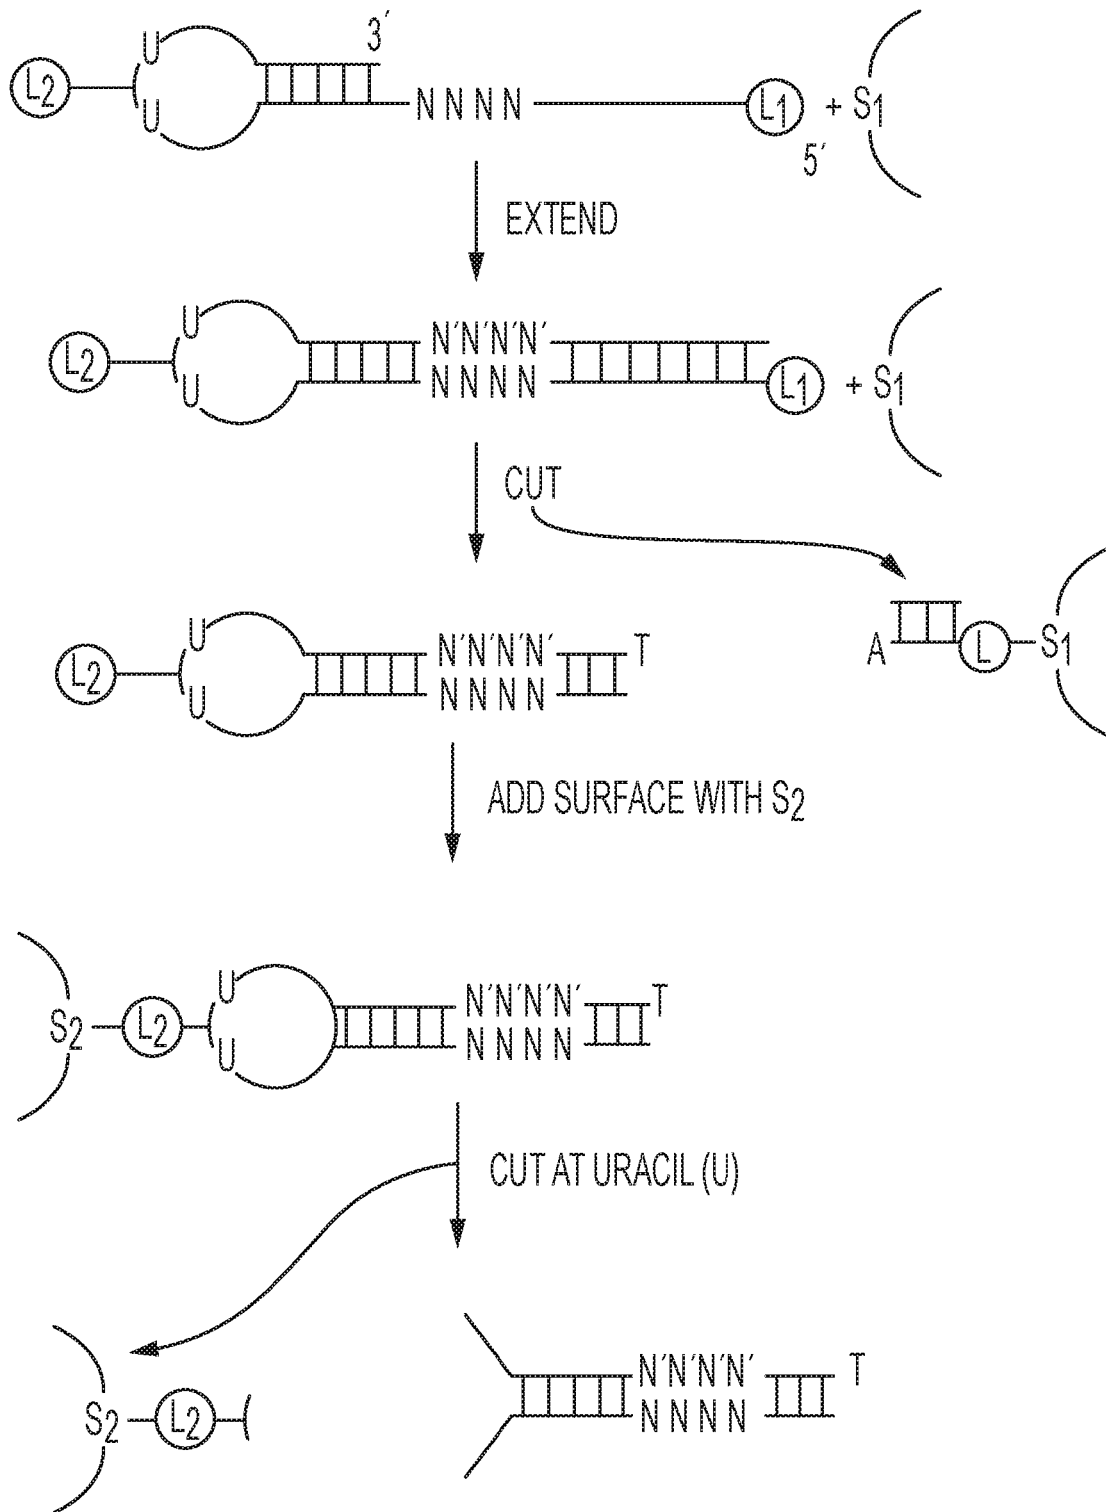 3´
U
L2
U
N N N N
L1
+ S1
5´
EXTEND
U
N´N´N´N´
L2
U
N N N N
L1
+ S1
CUT
U
N´N´N´N´
T
L2
U
N N N N
A
L
S1
ADD SURFACE WITH S2
U
N´N´N´N´
T
S2
L2
U
N N N N
CUT AT URACIL (U)
N´N´N´N´
T
N N N N
S2
L2